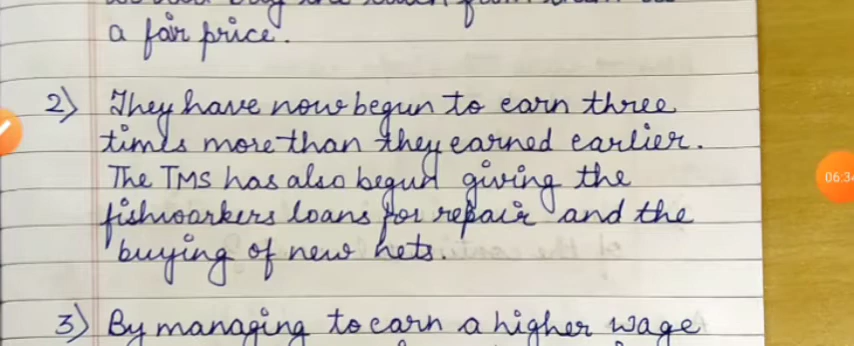 a fair price.
2) They have now begun to earn three
times more than they earned earlier.
The TMS has also begun giving the
fishworkers loans for repair and the
buying of new nets.
3) By managing to earn a higher wage
06:34